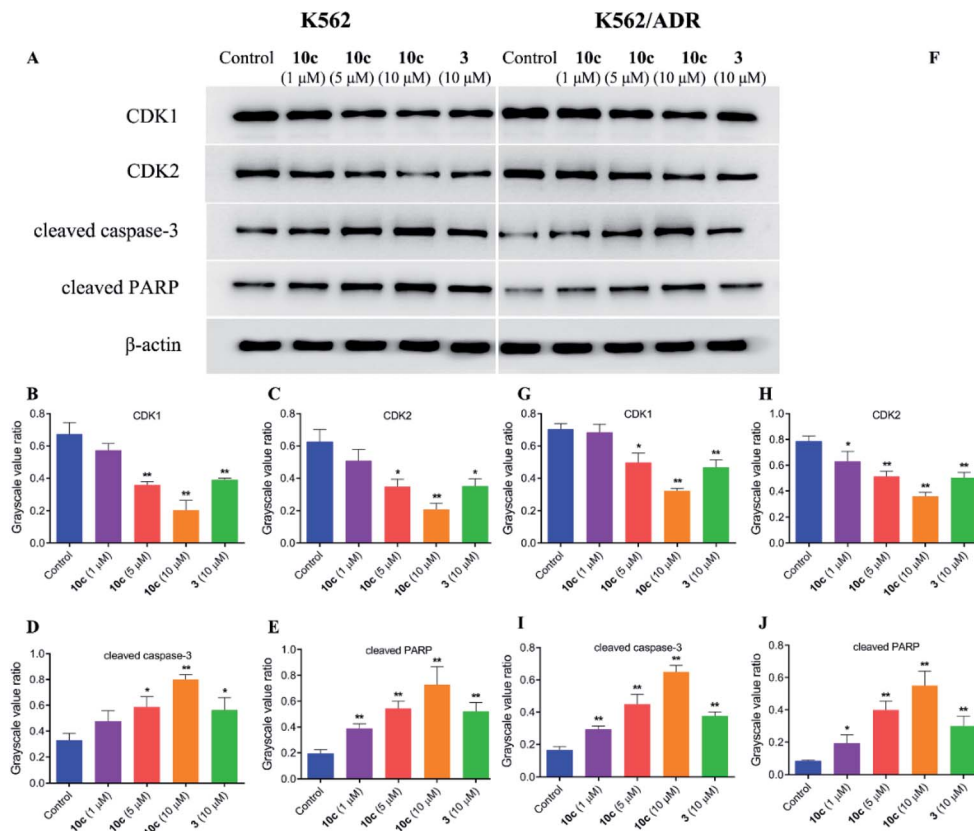 K562 K562/ADR
A Control 10c 10c 10c 3 Control 10c 10c 10c 3 F
(1 μM) (5 μM) (10 μM) (10 μM) (1 μM) (5 μM) (10 μM) (10 μM)
CDK1
CDK2
cleaved caspase-3
cleaved PARP
β-actin
B
CDK1
Grayscale value ratio
0.8
0.6
0.4
0.2
0.0
** ** **
Control 10c (1 μM) 10c (5 μM) 10c (10 μM) 3 (10 μM)
C
CDK2
Grayscale value ratio
0.8
0.6
0.4
0.2
0.0
* ** *
Control 10c (1 μM) 10c (5 μM) 10c (10 μM) 3 (10 μM)
G
CDK1
Grayscale value ratio
0.8
0.6
0.4
0.2
0.0
* ** **
Control 10c (1 μM) 10c (5 μM) 10c (10 μM) 3 (10 μM)
H
CDK2
Grayscale value ratio
1.0
0.8
0.6
0.4
0.2
0.0
* ** ** **
Control 10c (1 μM) 10c (5 μM) 10c (10 μM) 3 (10 μM)
D
cleaved caspase-3
Grayscale value ratio
1.0
0.8
0.6
0.4
0.2
0.0
* ** *
Control 10c (1 μM) 10c (5 μM) 10c (10 μM) 3 (10 μM)
E
cleaved PARP
Grayscale value ratio
1.0
0.8
0.6
0.4
0.2
0.0
** ** ** **
Control 10c (1 μM) 10c (5 μM) 10c (10 μM) 3 (10 μM)
I
cleaved caspase-3
Grayscale value ratio
0.8
0.6
0.4
0.2
0.0
** ** ** **
Control 10c (1 μM) 10c (5 μM) 10c (10 μM) 3 (10 μM)
J
cleaved PARP
Grayscale value ratio
0.8
0.6
0.4
0.2
0.0
* ** ** **
Control 10c (1 μM) 10c (5 μM) 10c (10 μM) 3 (10 μM)